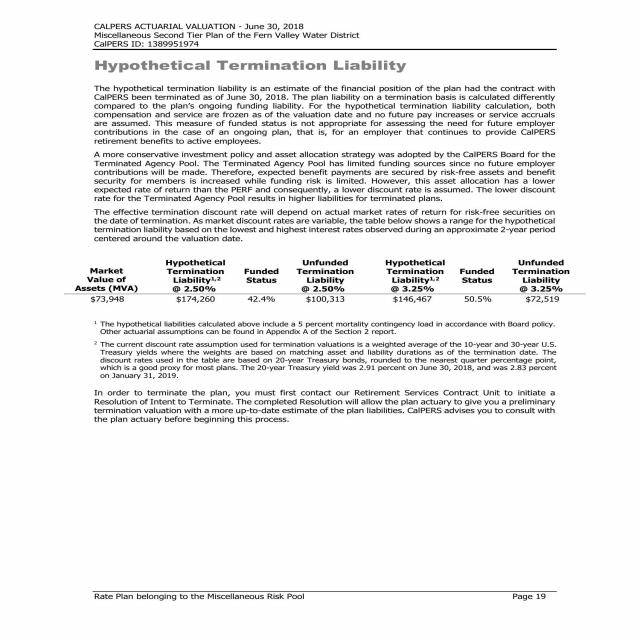 CALPERS ACTUARIAL VALUATION - June 30, 2018
Miscellaneous Second Tier Plan of the Fern Valley Water District
CalPERS ID: 1389951974
Hypothetical Termination Liability
The hypothetical termination liability is an estimate of the financial position of the plan had the contract with
CalPERS been terminated as of June 30, 2018. The plan liability on a termination basis is calculated differently
compared to the plan's ongoing funding liability. For the hypothetical termination liability calculation, both
compensation and service are frozen as of the valuation date and no future pay increases or service accruals
are assumed. This measure of funded status is not appropriate for assessing the need for future employer
contributions in the case of an ongoing plan, that is, for an employer that continues to provide CalPERS
retirement benefits to active employees.
A more conservative investment policy and asset allocation strategy was adopted by the CalPERS Board for the
Terminated Agency Pool. The Terminated Agency Pool has limited funding sources since no future employer
contributions will be made. Therefore, expected benefit payments are secured by risk-free assets and benefit
security for members is increased while funding risk is limited. However, this asset allocation has a lower
expected rate of return than the PERF and consequently, a lower discount rate is assumed. The lower discount
rate for the Terminated Agency Pool results in higher liabilities for terminated plans.
The effective termination discount rate will depend on actual market rates of return for risk-free securities on
the date of termination. As market discount rates are variable, the table below shows a range for the hypothetical
termination liability based on the lowest and highest interest rates observed during an approximate 2-year period
centered around the valuation date.
Market Value of Assets (MVA) Hypothetical Termination Liability1,2 @ 2.50% Funded Status Unfunded Termination Liability @ 2.50% Hypothetical Termination Liability1,2 @ 3.25% Funded Status Unfunded Termination Liability @ 3.25%
$73,948 $174,260 42.4% $100,313 $146,467 50.5% $72,519
1 The hypothetical liabilities calculated above include a 5 percent mortality contingency load in accordance with Board policy.
Other actuarial assumptions can be found in Appendix A of the Section 2 report.
2 The current discount rate assumption used for termination valuations is a weighted average of the 10-year and 30-year U.S.
Treasury yields where the weights are based on matching asset and liability durations as of the termination date. The
discount rates used in the table are based on 20-year Treasury bonds, rounded to the nearest quarter percentage point,
which is a good proxy for most plans. The 20-year Treasury yield was 2.91 percent on June 30, 2018, and was 2.83 percent
on January 31, 2019.
In order to terminate the plan, you must first contact our Retirement Services Contract Unit to initiate a
Resolution of Intent to Terminate. The completed Resolution will allow the plan actuary to give you a preliminary
termination valuation with a more up-to-date estimate of the plan liabilities. CalPERS advises you to consult with
the plan actuary before beginning this process.
Rate Plan belonging to the Miscellaneous Risk Pool Page 19